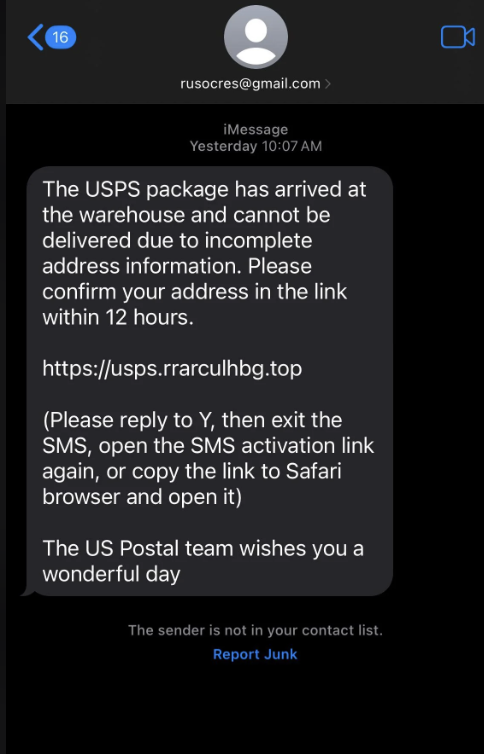 16
rusocres@gmail.com
iMessage
Yesterday 10:07 AM
The USPS package has arrived at
the warehouse and cannot be
delivered due to incomplete
address information. Please
confirm your address in the link
within 12 hours.
https://usps.rrarculhbg.top
(Please reply to Y, then exit the
SMS, open the SMS activation link
again, or copy the link to Safari
browser and open it)
The US Postal team wishes you a
wonderful day
The sender is not in your contact list.
Report Junk